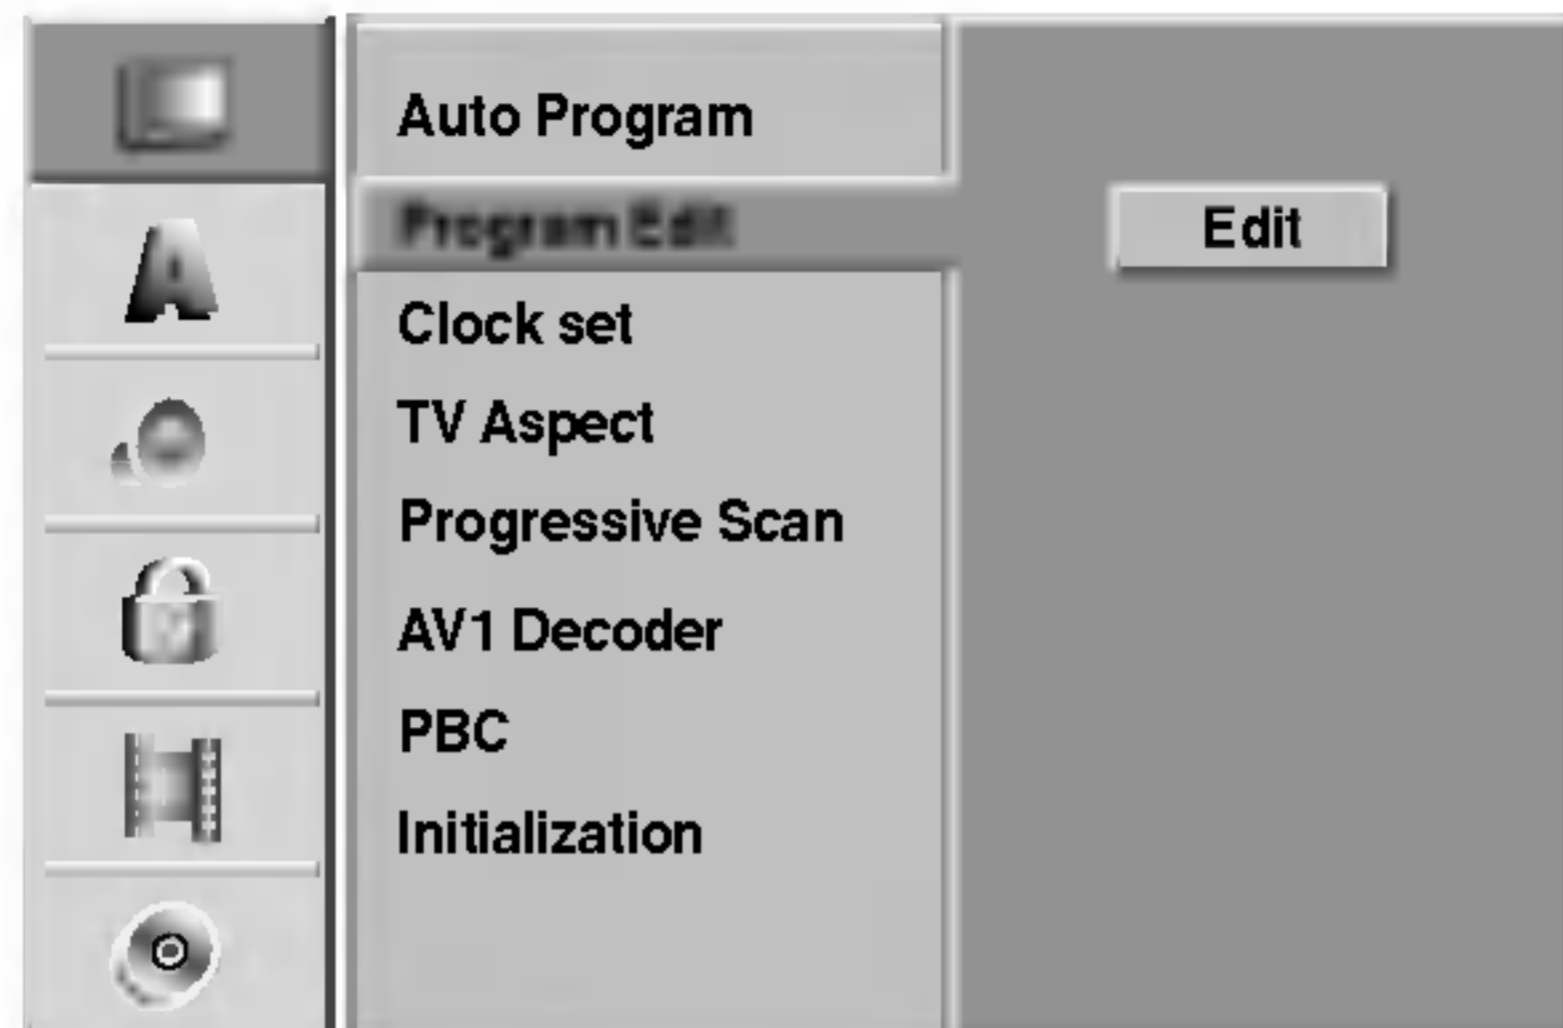 Auto Program
Program Edit
Edit
Clock set
TV Aspect
Progressive Scan
AV1 Decoder
PBC
Initialization